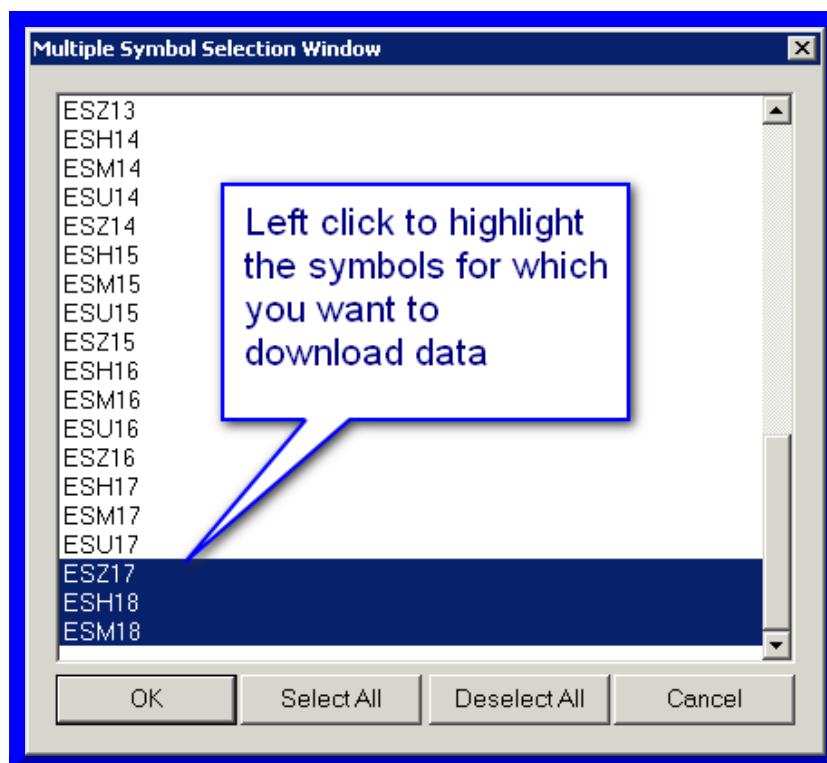 Multiple Symbol Selection Window
ESZ13
ESH14
ESM14
ESU14
ESZ14
ESH15
ESM15
ESU15
ESZ15
ESH16
ESM16
ESU16
ESZ16
ESH17
ESM17
ESU17
ESZ17
ESH18
ESM18
Left click to highlight
the symbols for which
you want to
download data
OK
Select All
Deselect All
Cancel